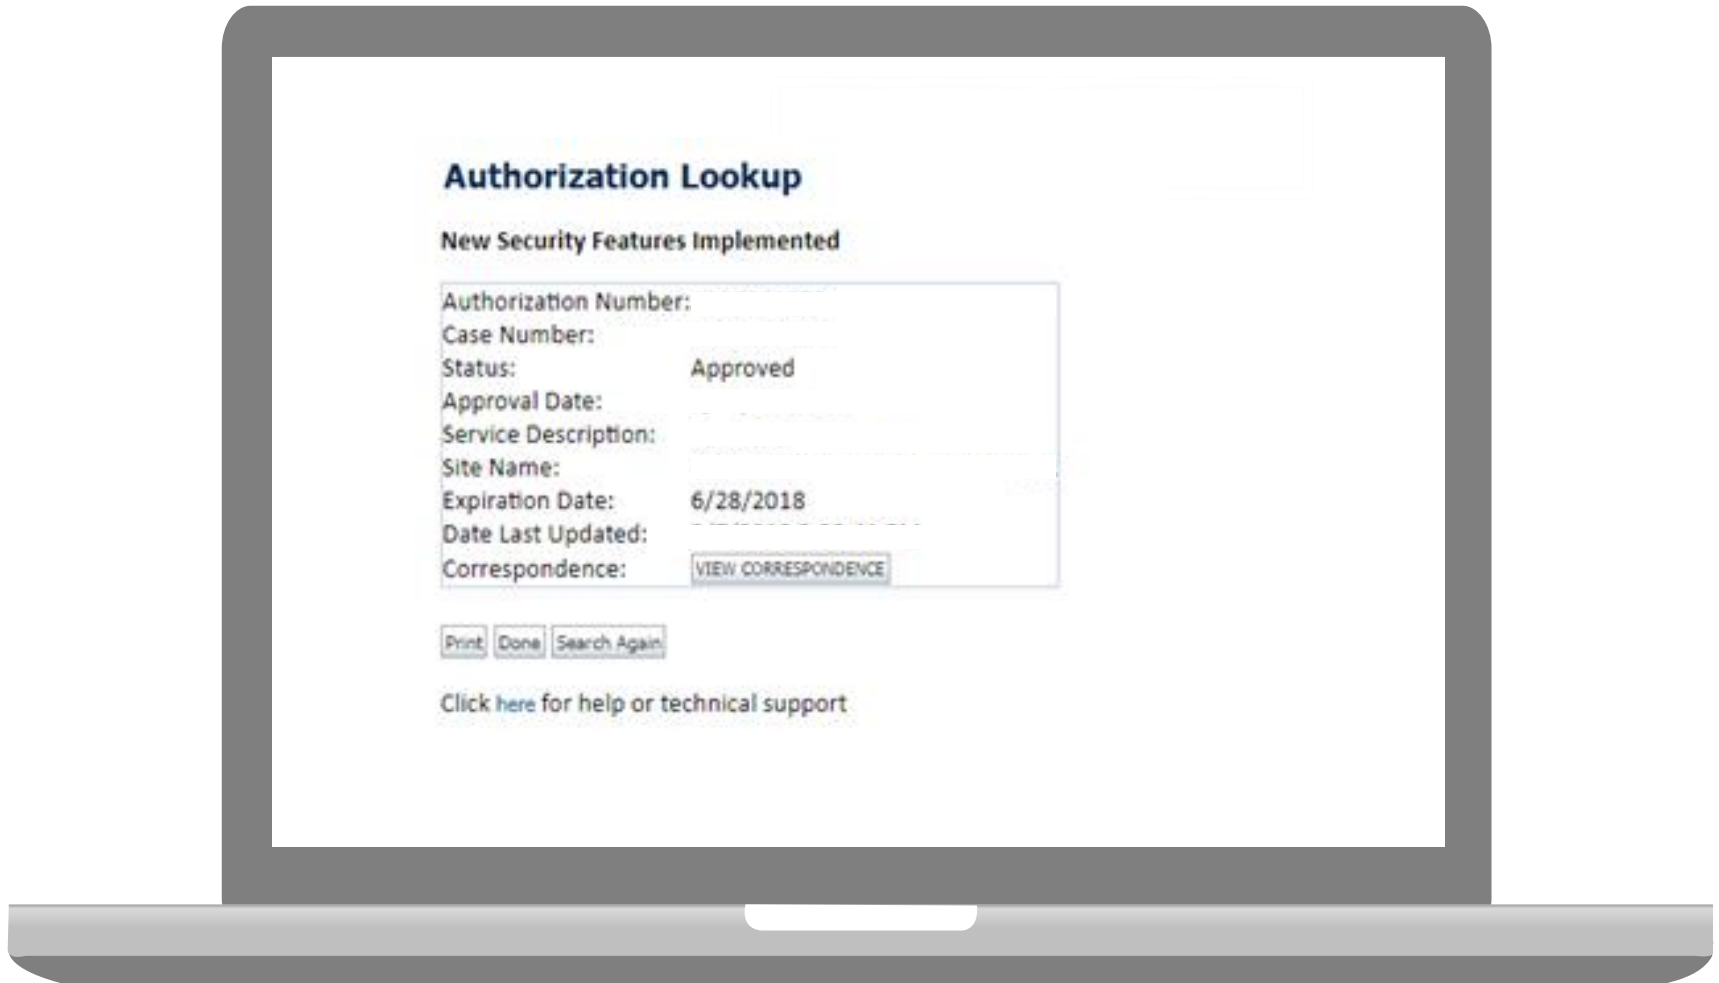 Authorization Lookup
New Security Features Implemented
Authorization Number:
Case Number:
Status: Approved
Approval Date:
Service Description:
Site Name:
Expiration Date: 6/28/2018
Date Last Updated:
Correspondence: VIEW CORRESPONDENCE
Print Done Search Again
Click here for help or technical support